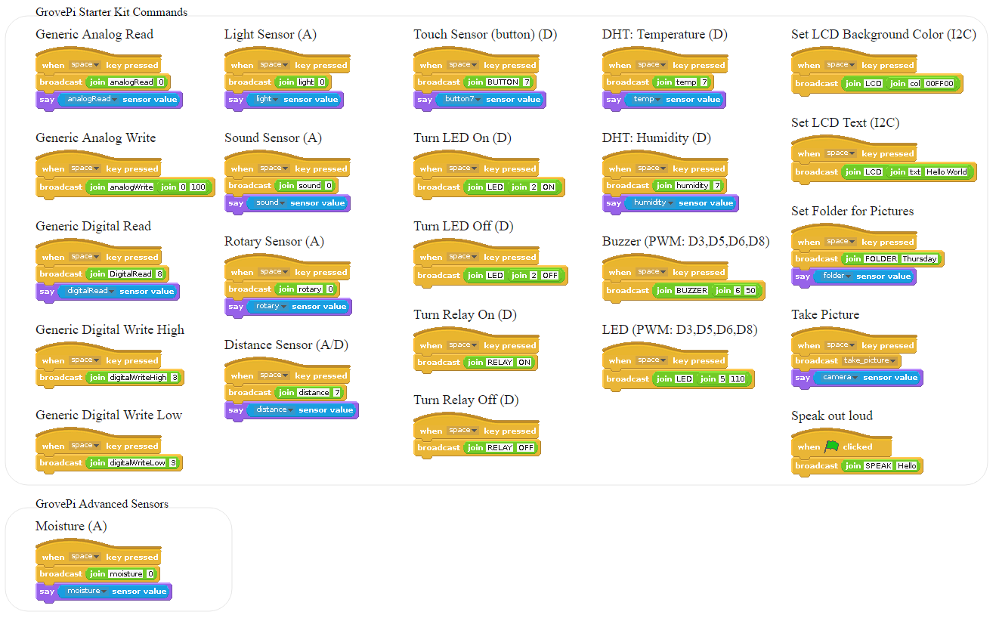 GrovePi Starter Kit Commands
Generic Analog Read
when space key pressed
broadcast join analogRead 0
say analogRead sensor value
Generic Analog Write
when space key pressed
broadcast join analogWrite join 0 100
Generic Digital Read
when space key pressed
broadcast join DigitalRead 8
say digitalRead sensor value
Generic Digital Write High
when space key pressed
broadcast join digitalWriteHigh 3
Generic Digital Write Low
when space key pressed
broadcast join digitalWriteLow 3
Light Sensor (A)
when space key pressed
broadcast join light 0
say light sensor value
Sound Sensor (A)
when space key pressed
broadcast join sound 0
say sound sensor value
Rotary Sensor (A)
when space key pressed
broadcast join rotary 0
say rotary sensor value
Distance Sensor (A/D)
when space key pressed
broadcast join distance 7
say distance sensor value
Touch Sensor (button) (D)
when space key pressed
broadcast join BUTTON 7
say button7 sensor value
Turn LED On (D)
when space key pressed
broadcast join LED join 2 ON
Turn LED Off (D)
when space key pressed
broadcast join LED join 2 OFF
Turn Relay On (D)
when space key pressed
broadcast join RELAY ON
Turn Relay Off (D)
when space key pressed
broadcast join RELAY OFF
DHT: Temperature (D)
when space key pressed
broadcast join temp 7
say temp sensor value
DHT: Humidity (D)
when space key pressed
broadcast join humidity 7
say humidity sensor value
Buzzer (PWM: D3,D5,D6,D8)
when space key pressed
broadcast join BUZZER join 6 50
LED (PWM: D3,D5,D6,D8)
when space key pressed
broadcast join LED join 5 110
Set LCD Background Color (I2C)
when space key pressed
broadcast join LCD join col 00FF00
Set LCD Text (I2C)
when space key pressed
broadcast join LCD join txt Hello World
Set Folder for Pictures
when space key pressed
broadcast join FOLDER Thursday
say folder sensor value
Take Picture
when space key pressed
broadcast take_picture
say camera sensor value
Speak out loud
when clicked
broadcast join SPEAK Hello
GrovePi Advanced Sensors
Moisture (A)
when space key pressed
broadcast join moisture 0
say moisture sensor value